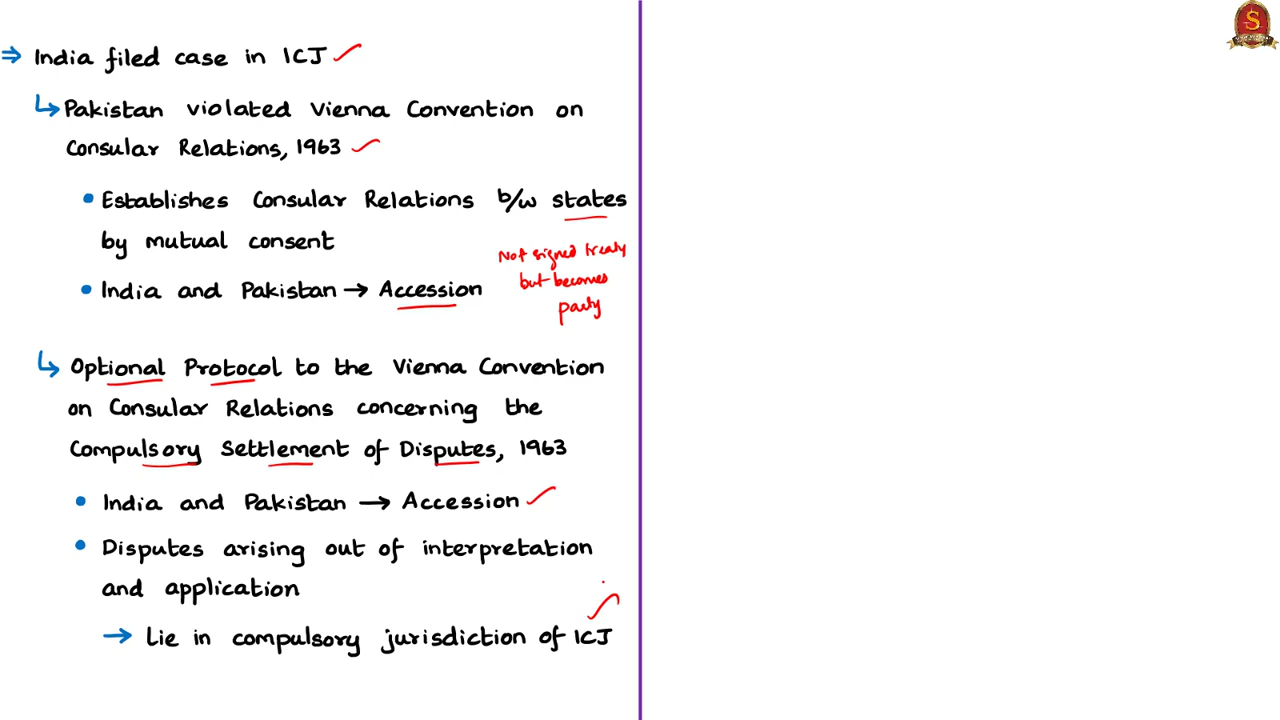 ⇒ India filed case in ICJ ✓
↳ Pakistan violated Vienna Convention on
Consular Relations, 1963 ✓
• Establishes Consular Relations b/w states
by mutual consent
• India and Pakistan → Accession
Not signed treaty
but becomes
party
↳ Optional Protocol to the Vienna Convention
on Consular Relations concerning the
Compulsory Settlement of Disputes, 1963
• India and Pakistan → Accession ✓
• Disputes arising out of interpretation
and application
→ Lie in compulsory jurisdiction of ICJ ✓
S